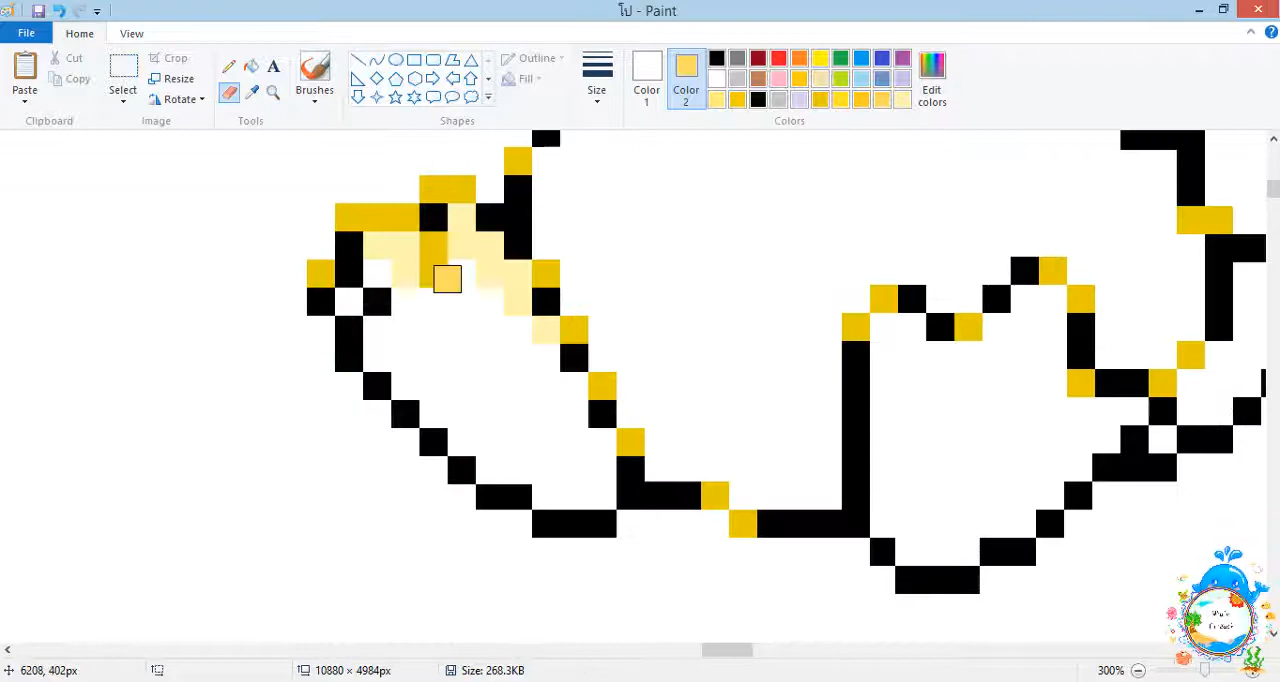 โป - Paint
File
Home
View
Paste
Cut
Copy
Clipboard
Select
Crop
Resize
Rotate
Image
A
Tools
Brushes
Shapes
Outline
Fill
Size
Color 1
Color 2
Edit colors
Colors
6208, 402px
10880 × 4984px
Size: 268.3KB
300%